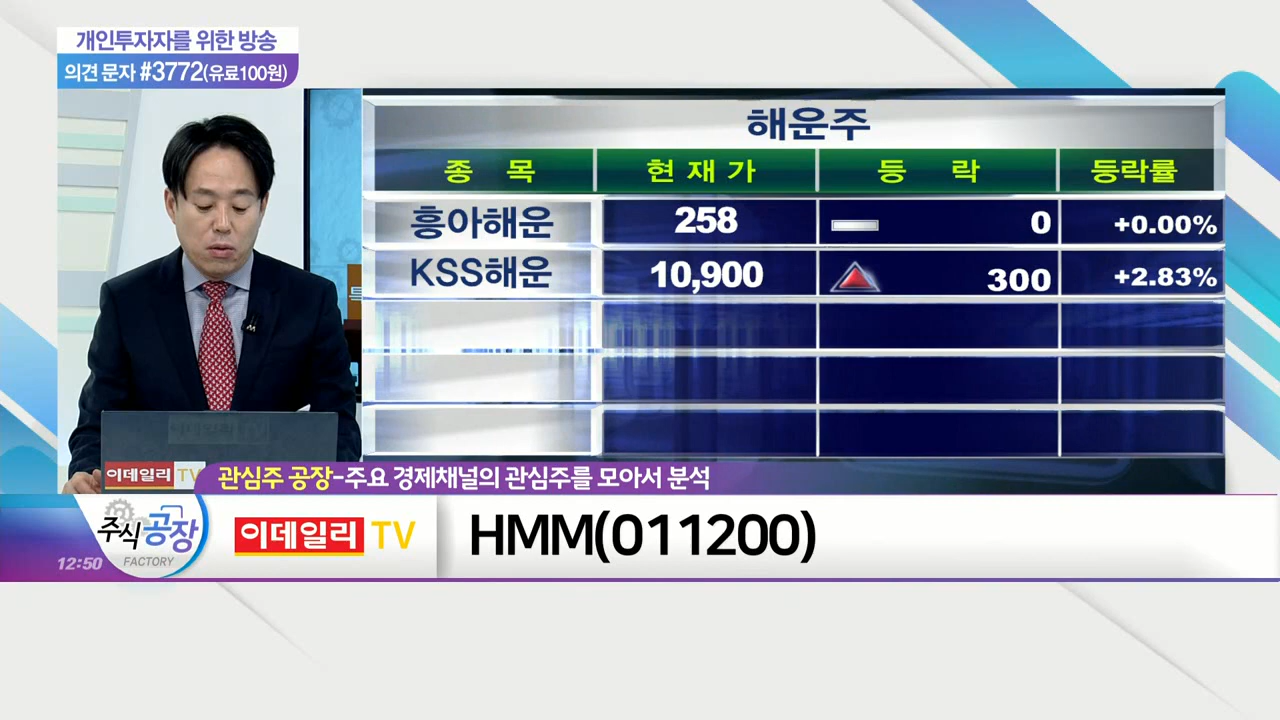 개인투자자를 위한 방송
의견 문자 #3772(유료100원)
해운주
종 목 현 재 가 등 락 등락률
흥아해운 258 0 +0.00%
KSS해운 10,900 300 +2.83%
이데일리 TV
관심주 공장-주요 경제채널의 관심주를 모아서 분석
주식공장
FACTORY
12:50
이데일리 TV
HMM(011200)